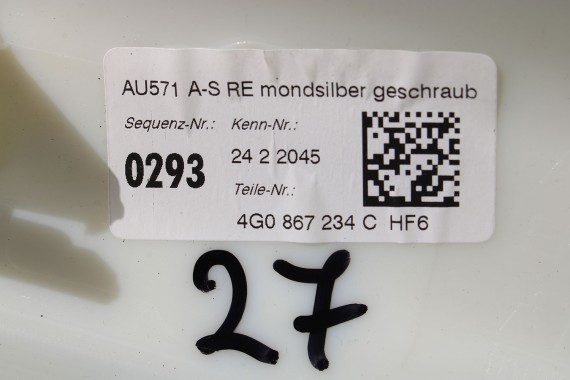 AU571 A-S RE mondsilber geschraub
Sequenz-Nr.: Kenn-Nr.:
0293 24 2 2045
Teile-Nr.:
4G0 867 234 C HF6
27